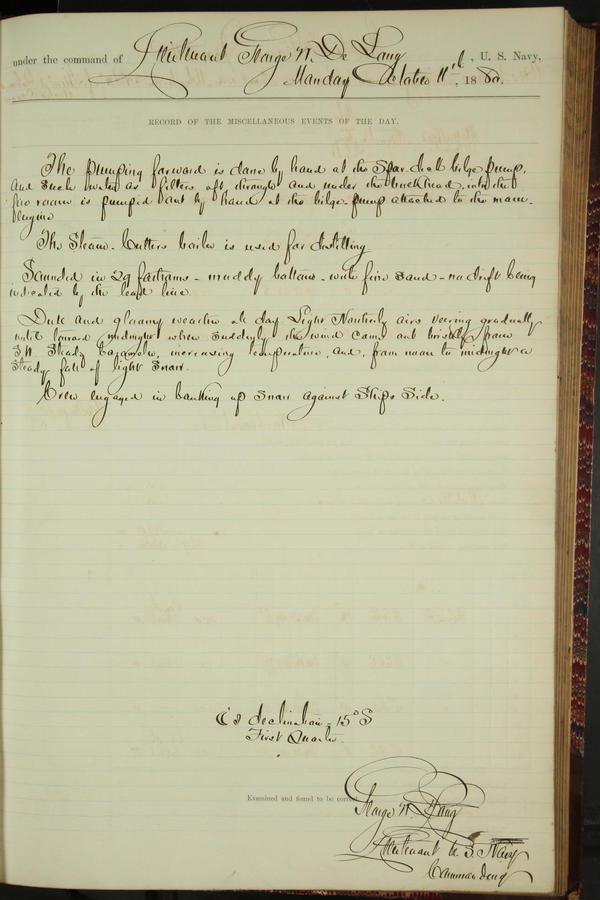 under the command of Lieutenant George W. De Long, U. S. Navy,
Monday October 11th, 1880.
RECORD OF THE MISCELLANEOUS EVENTS OF THE DAY.
The pumping forward is done by hand at the Spar deck bilge pump,
and such water as filters aft through and under the bulkhead into the
fire room is pumped out by hand at the bilge-pump attached to the main
Engine
The Steam-Cutters boiler is used for distilling
Sounded in 29 fathoms - muddy bottom - with fine sand - no drift being
indicated by the lead line.
Dull and gloomy weather all day Light Northerly airs veering gradually
until toward midnight when suddenly the wind came out briskly from
SW Steady barometer, increasing temperature, and from noon to midnight a
Steady fall of light Snow.
Crew engaged in banking up Snow against Ships Side.
declination - 15° S
First Quarter.
Examined and found to be correct.
George W. De Long
Lieutenant U. S. Navy
Commanding